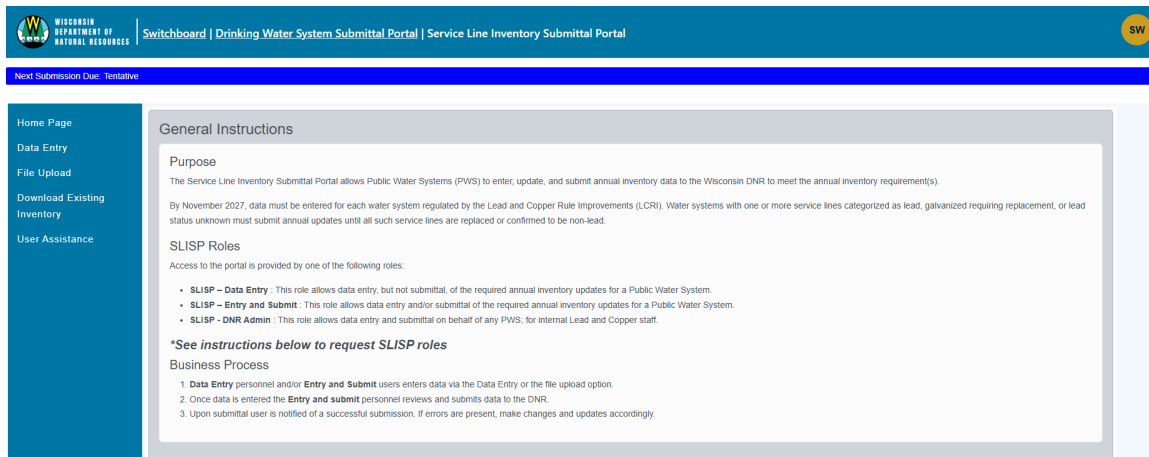 WISCONSIN
DEPARTMENT OF
NATURAL RESOURCES
Switchboard | Drinking Water System Submittal Portal | Service Line Inventory Submittal Portal
SW
Next Submission Due: Tentative
Home Page
Data Entry
File Upload
Download Existing
Inventory
User Assistance
General Instructions
Purpose
The Service Line Inventory Submittal Portal allows Public Water Systems (PWS) to enter, update, and submit annual inventory data to the Wisconsin DNR to meet the annual inventory requirement(s).
By November 2027, data must be entered for each water system regulated by the Lead and Copper Rule Improvements (LCRI). Water systems with one or more service lines categorized as lead, galvanized requiring replacement, or lead
status unknown must submit annual updates until all such service lines are replaced or confirmed to be non-lead.
SLISP Roles
Access to the portal is provided by one of the following roles:
• SLISP – Data Entry : This role allows data entry, but not submittal, of the required annual inventory updates for a Public Water System.
• SLISP – Entry and Submit : This role allows data entry and/or submittal of the required annual inventory updates for a Public Water System.
• SLISP - DNR Admin : This role allows data entry and submittal on behalf of any PWS; for internal Lead and Copper staff.
*See instructions below to request SLISP roles
Business Process
1. Data Entry personnel and/or Entry and Submit users enters data via the Data Entry or the file upload option.
2. Once data is entered the Entry and submit personnel reviews and submits data to the DNR.
3. Upon submittal user is notified of a successful submission. If errors are present, make changes and updates accordingly.